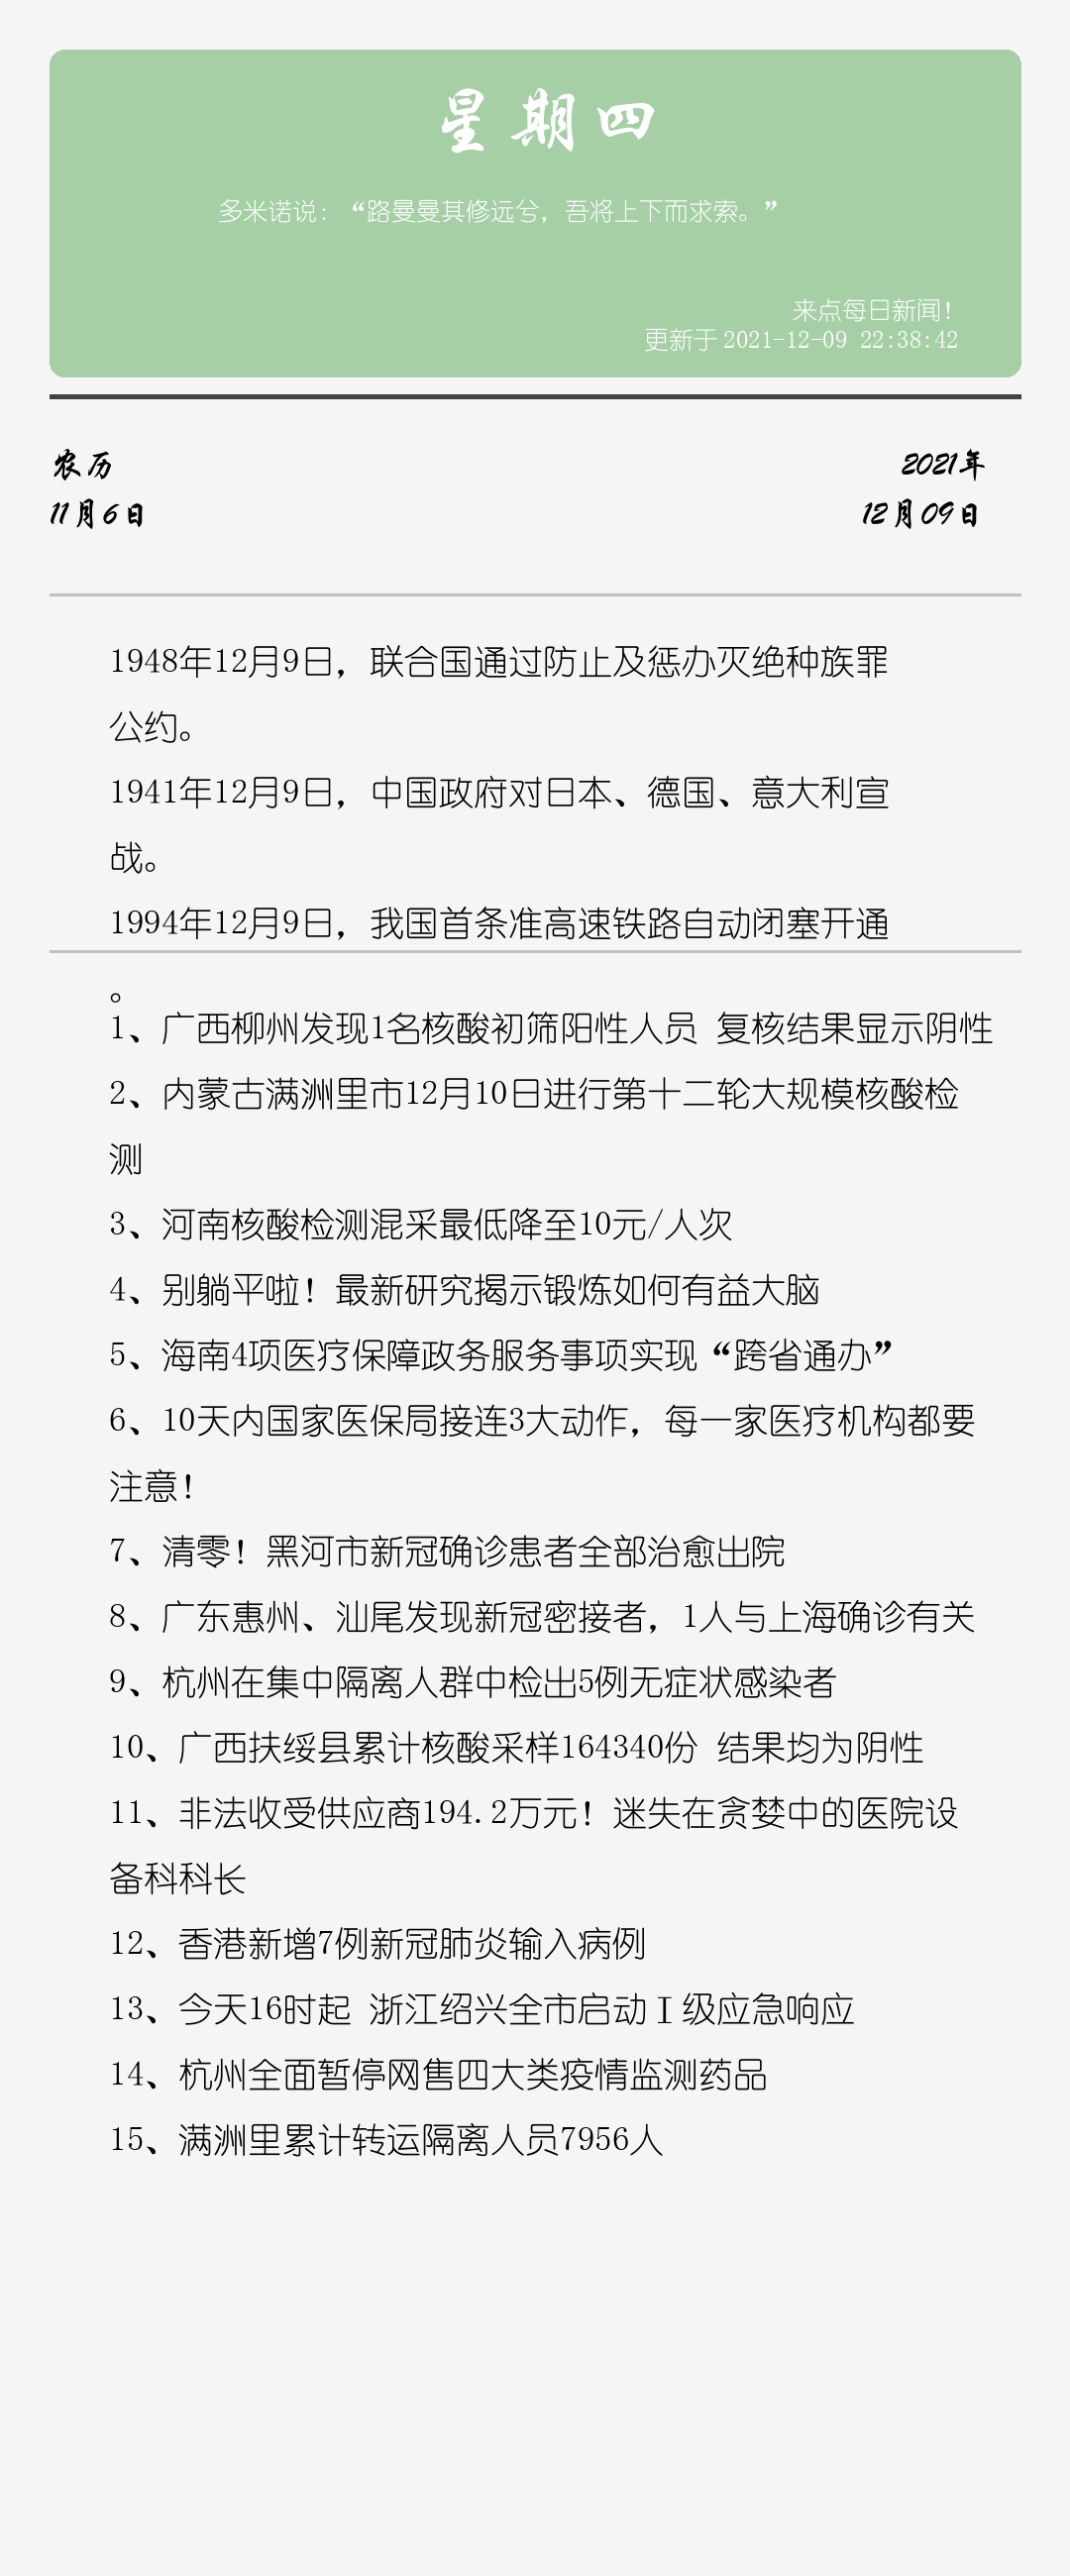 星期四
多米诺说：“路曼曼其修远兮，吾将上下而求索。”
来点每日新闻！
更新于 2021-12-09 22:38:42
农历
2021年
11月6日
12月09日
1948年12月9日，联合国通过防止及惩办灭绝种族罪
公约。
1941年12月9日，中国政府对日本、德国、意大利宣
战。
1994年12月9日，我国首条准高速铁路自动闭塞开通
。
1、广西柳州发现1名核酸初筛阳性人员 复核结果显示阴性
2、内蒙古满洲里市12月10日进行第十二轮大规模核酸检
测
3、河南核酸检测混采最低降至10元/人次
4、别躺平啦！最新研究揭示锻炼如何有益大脑
5、海南4项医疗保障政务服务事项实现“跨省通办”
6、10天内国家医保局接连3大动作，每一家医疗机构都要
注意！
7、清零！黑河市新冠确诊患者全部治愈出院
8、广东惠州、汕尾发现新冠密接者，1人与上海确诊有关
9、杭州在集中隔离人群中检出5例无症状感染者
10、广西扶绥县累计核酸采样164340份 结果均为阴性
11、非法收受供应商194.2万元！迷失在贪婪中的医院设
备科科长
12、香港新增7例新冠肺炎输入病例
13、今天16时起 浙江绍兴全市启动Ⅰ级应急响应
14、杭州全面暂停网售四大类疫情监测药品
15、满洲里累计转运隔离人员7956人